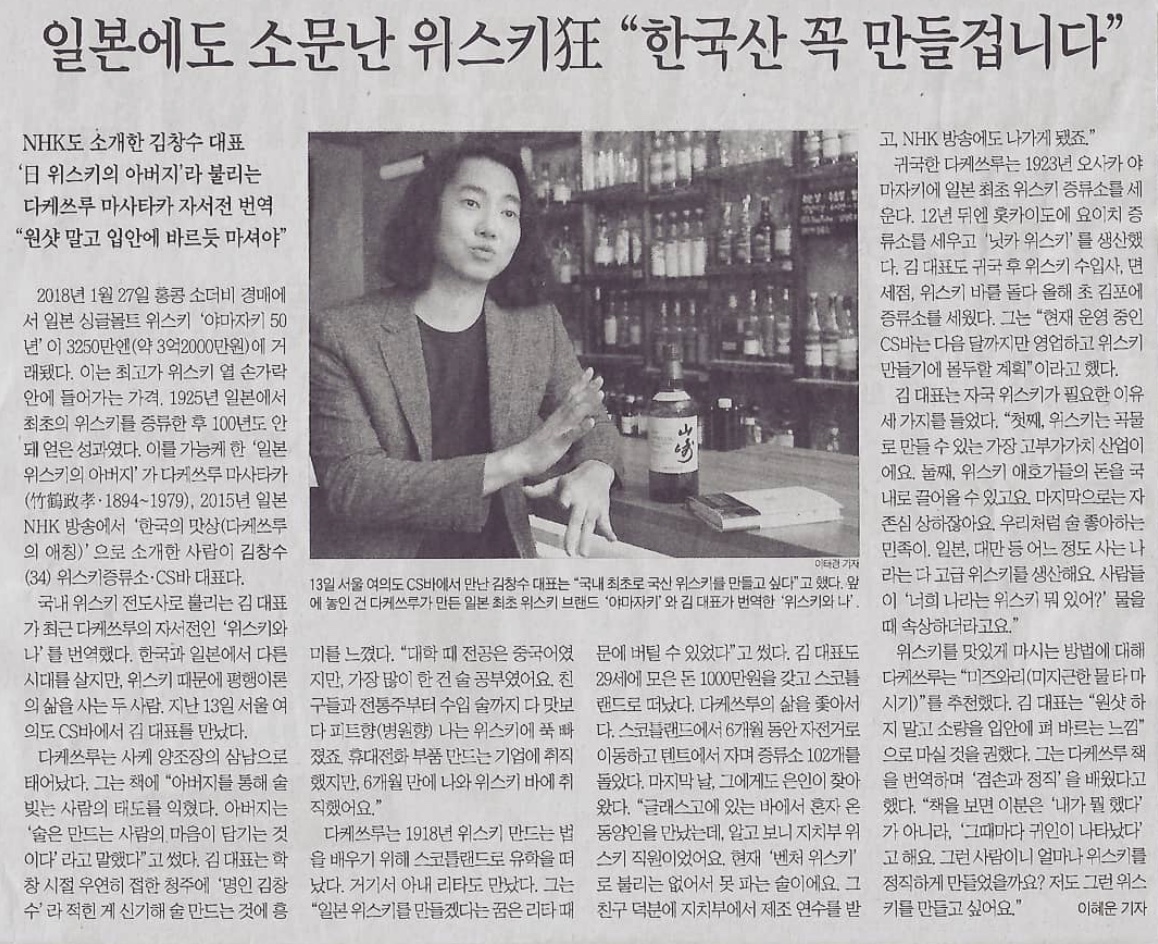 일본에도 소문난 위스키狂 “한국산 꼭 만들겁니다”
NHK도 소개한 김창수 대표
‘日 위스키의 아버지’라 불리는
다케쓰루 마사타카 자서전 번역
“원샷 말고 입안에 바르듯 마셔야”
2018년 1월 27일 홍콩 소더비 경매에
서 일본 싱글몰트 위스키 ‘야마자키 50
년’이 3250만엔(약 3억2000만원)에 거
래됐다. 이는 최고가 위스키 열 손가락
안에 들어가는 가격. 1925년 일본에서
최초의 위스키를 증류한 후 100년도 안
돼 얻은 성과였다. 이를 가능케 한 ‘일본
위스키의 아버지’가 다케쓰루 마사타카
(竹鶴政孝·1894~1979), 2015년 일본
NHK 방송에서 ‘한국의 맛상(다케쓰루
의 애칭)’으로 소개한 사람이 김창수
(34) 위스키증류소·CS바 대표다.
국내 위스키 전도사로 불리는 김 대표
가 최근 다케쓰루의 자서전인 ‘위스키와
나’를 번역했다. 한국과 일본에서 다른
시대를 살지만, 위스키 때문에 평행이론
의 삶을 사는 두 사람. 지난 13일 서울 여
의도 CS바에서 김 대표를 만났다.
다케쓰루는 사케 양조장의 삼남으로
태어났다. 그는 책에 “아버지를 통해 술
빚는 사람의 태도를 익혔다. 아버지는
‘술은 만드는 사람의 마음이 담기는 것
이다’라고 말했다”고 썼다. 김 대표는 학
창 시절 우연히 접한 청주에 ‘명인 김창
수’라 적힌 게 신기해 술 만드는 것에 흥
山崎
이태경 기자
13일 서울 여의도 CS바에서 만난 김창수 대표는 “국내 최초로 국산 위스키를 만들고 싶다”고 했다. 앞
에 놓인 건 다케쓰루가 만든 일본 최초 위스키 브랜드 ‘야마자키’와 김 대표가 번역한 ‘위스키와 나’.
미를 느꼈다. “대학 때 전공은 중국어였
지만, 가장 많이 한 건 술 공부였어요. 친
구들과 전통주부터 수입 술까지 다 맛보
다 피트향(병원향) 나는 위스키에 푹 빠
졌죠. 휴대전화 부품 만드는 기업에 취직
했지만, 6개월 만에 나와 위스키 바에 취
직했어요.”
다케쓰루는 1918년 위스키 만드는 법
을 배우기 위해 스코틀랜드로 유학을 떠
났다. 거기서 아내 리타도 만났다. 그는
“일본 위스키를 만들겠다는 꿈은 리타 때
문에 버틸 수 있었다”고 썼다. 김 대표도
29세에 모은 돈 1000만원을 갖고 스코틀
랜드로 떠났다. 다케쓰루의 삶을 좇아서
다. 스코틀랜드에서 6개월 동안 자전거로
이동하고 텐트에서 자며 증류소 102개를
돌았다. 마지막 날, 그에게도 은인이 찾아
왔다. “글래스고에 있는 바에서 혼자 온
동양인을 만났는데, 알고 보니 지치부 위
스키 직원이었어요. 현재 ‘벤처 위스키’
로 불리는 없어서 못 파는 술이에요. 그
친구 덕분에 지치부에서 제조 연수를 받
고, NHK 방송에도 나가게 됐죠.”
귀국한 다케쓰루는 1923년 오사카 야
마자키에 일본 최초 위스키 증류소를 세
운다. 12년 뒤엔 홋카이도에 요이치 증
류소를 세우고 ‘닛카 위스키’를 생산했
다. 김 대표도 귀국 후 위스키 수입사, 면
세점, 위스키 바를 돌다 올해 초 김포에
증류소를 세웠다. 그는 “현재 운영 중인
CS바는 다음 달까지만 영업하고 위스키
만들기에 몰두할 계획”이라고 했다.
김 대표는 자국 위스키가 필요한 이유
세 가지를 들었다. “첫째, 위스키는 곡물
로 만들 수 있는 가장 고부가가치 산업이
에요. 둘째, 위스키 애호가들의 돈을 국
내로 끌어올 수 있고요. 마지막으로는 자
존심 상하잖아요. 우리처럼 술 좋아하는
민족이. 일본, 대만 등 어느 정도 사는 나
라는 다 고급 위스키를 생산해요. 사람들
이 ‘너희 나라는 위스키 뭐 있어?’ 물을
때 속상하더라고요.”
위스키를 맛있게 마시는 방법에 대해
다케쓰루는 “미즈와리(미지근한 물 타 마
시기)”를 추천했다. 김 대표는 “원샷 하
지 말고 소량을 입안에 펴 바르는 느낌”
으로 마실 것을 권했다. 그는 다케쓰루 책
을 번역하며 ‘겸손과 정직’을 배웠다고
했다. “책을 보면 이분은 ‘내가 뭘 했다’
가 아니라, ‘그때마다 귀인이 나타났다’
고 해요. 그런 사람이니 얼마나 위스키를
정직하게 만들었을까요? 저도 그런 위스
키를 만들고 싶어요.” 이혜운 기자